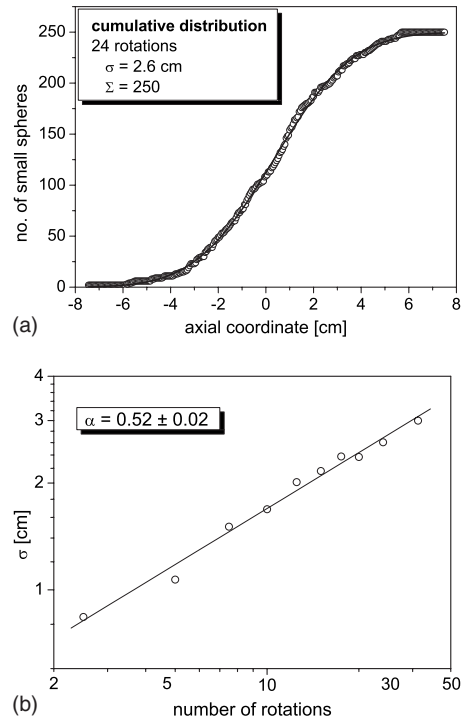 cumulative distribution
24 rotations
σ = 2.6 cm
Σ = 250
250
200
150
100
50
0
no. of small spheres
-8 -6 -4 -2 0 2 4 6 8
axial coordinate [cm]
(a)
α = 0.52 ± 0.02
4
3
2
1
σ [cm]
2 5 10 30 50
number of rotations
(b)